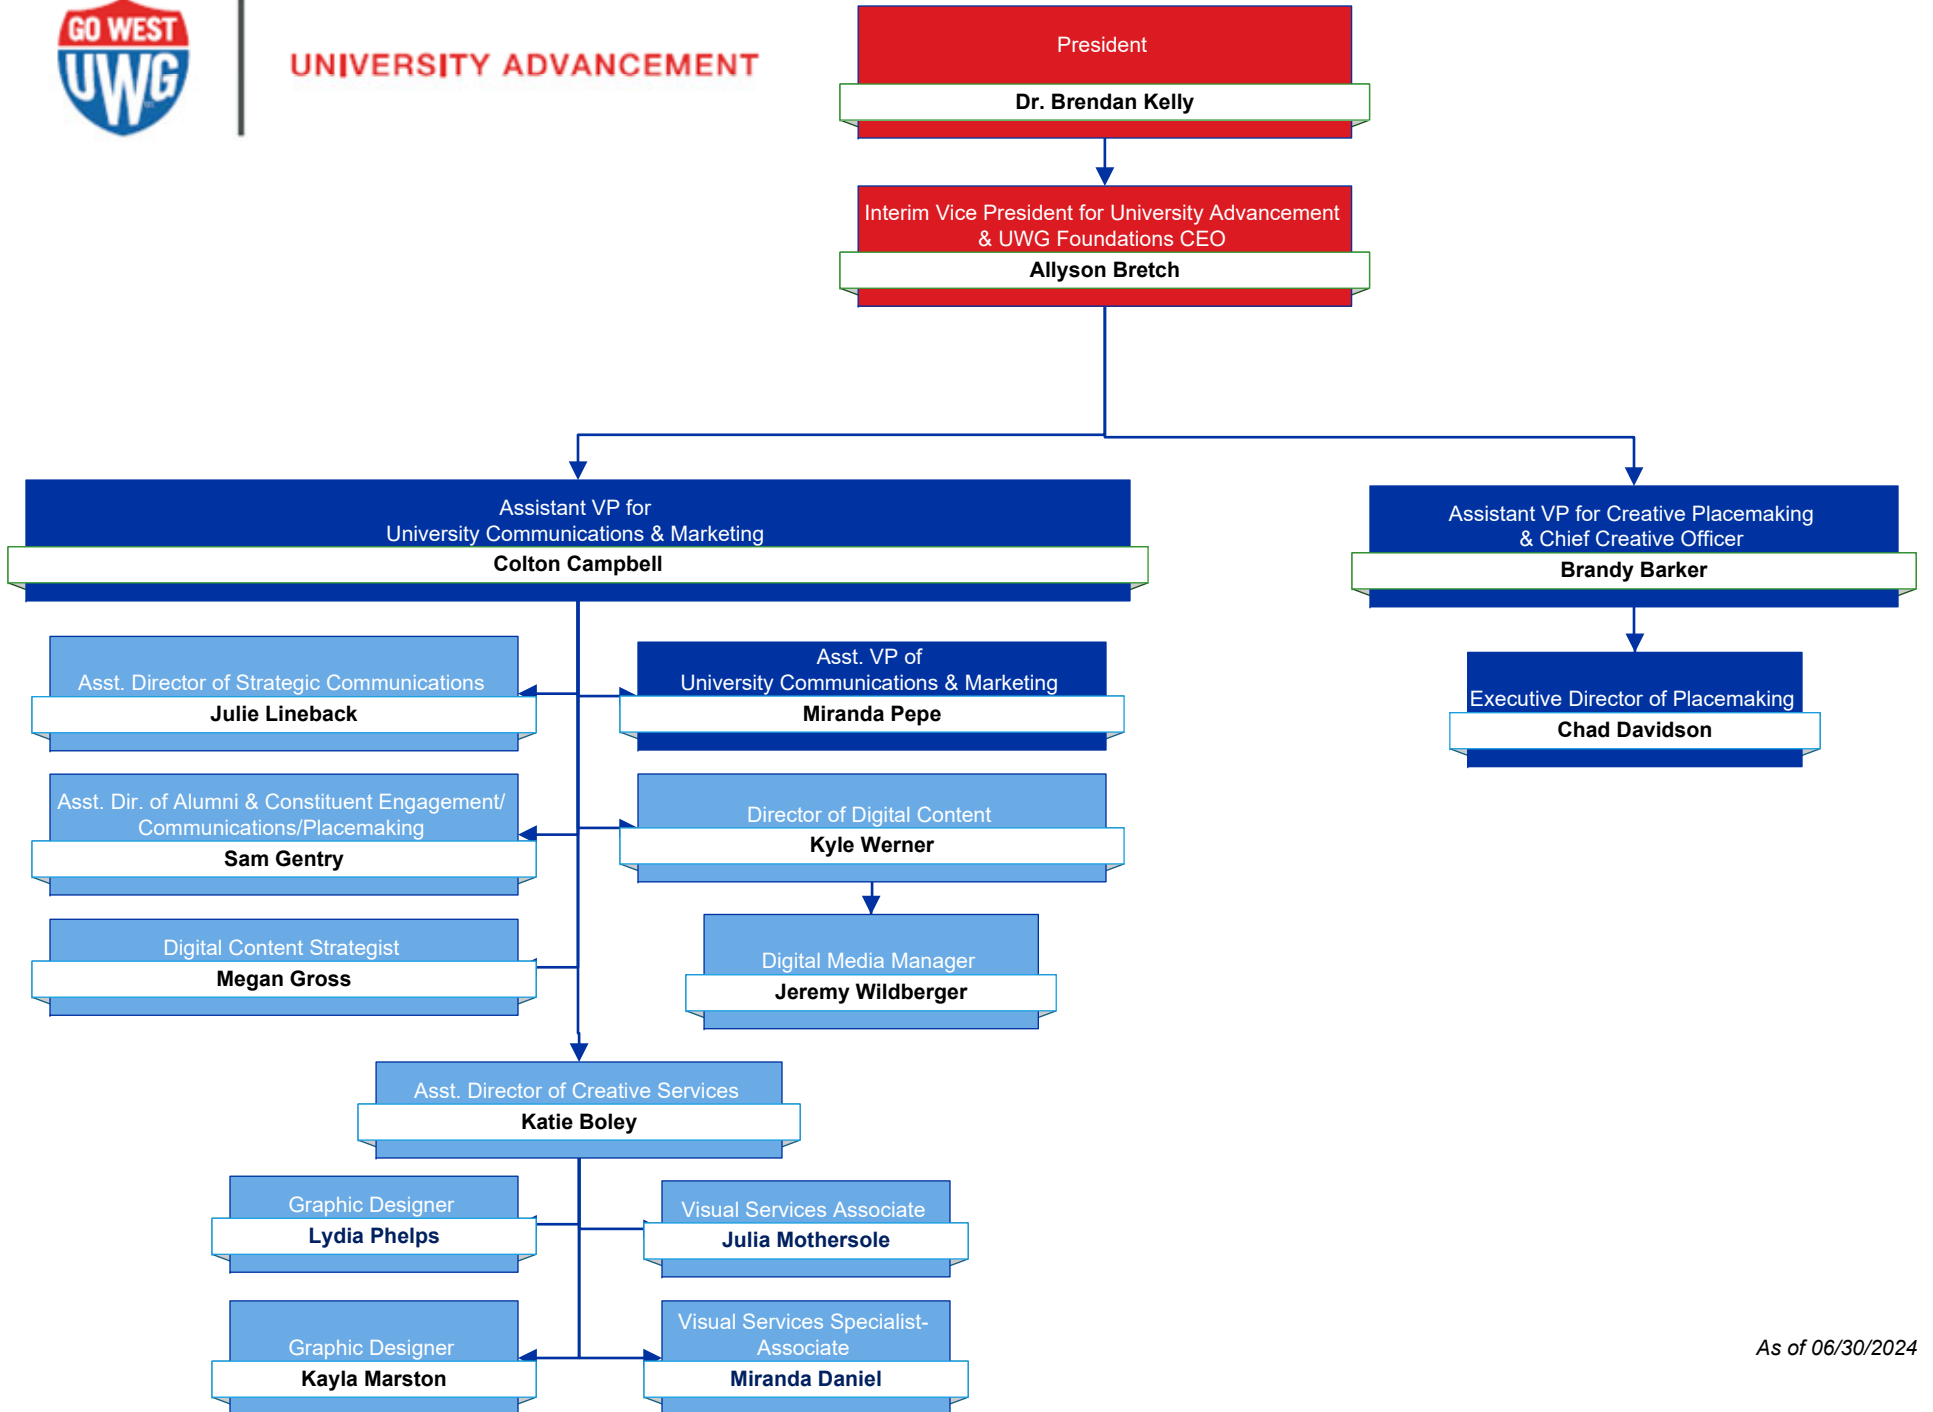 GO WEST
UWG
UNIVERSITY ADVANCEMENT
President
Dr. Brendan Kelly
Interim Vice President for University Advancement
& UWG Foundations CEO
Allyson Bretch
Assistant VP for
University Communications & Marketing
Colton Campbell
Assistant VP for Creative Placemaking
& Chief Creative Officer
Brandy Barker
Asst. Director of Strategic Communications
Julie Lineback
Asst. VP of
University Communications & Marketing
Miranda Pepe
Executive Director of Placemaking
Chad Davidson
Asst. Dir. of Alumni & Constituent Engagement/
Communications/Placemaking
Sam Gentry
Director of Digital Content
Kyle Werner
Digital Content Strategist
Megan Gross
Digital Media Manager
Jeremy Wildberger
Asst. Director of Creative Services
Katie Boley
Graphic Designer
Lydia Phelps
Visual Services Associate
Julia Mothersole
Graphic Designer
Kayla Marston
Visual Services Specialist-
Associate
Miranda Daniel
As of 06/30/2024